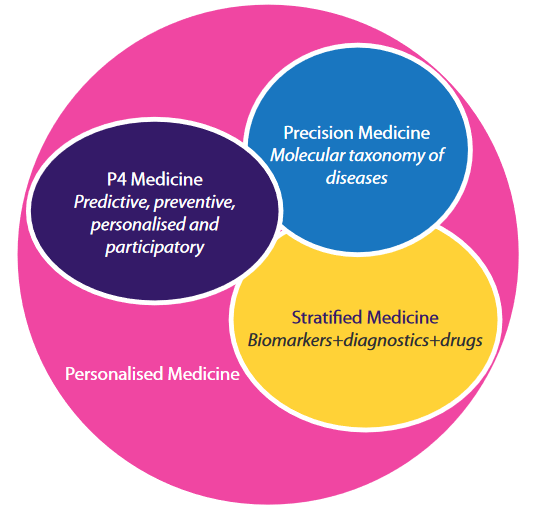 Precision Medicine
Molecular taxonomy of
diseases
P4 Medicine
Predictive, preventive,
personalised and
participatory
Stratified Medicine
Biomarkers+diagnostics+drugs
Personalised Medicine